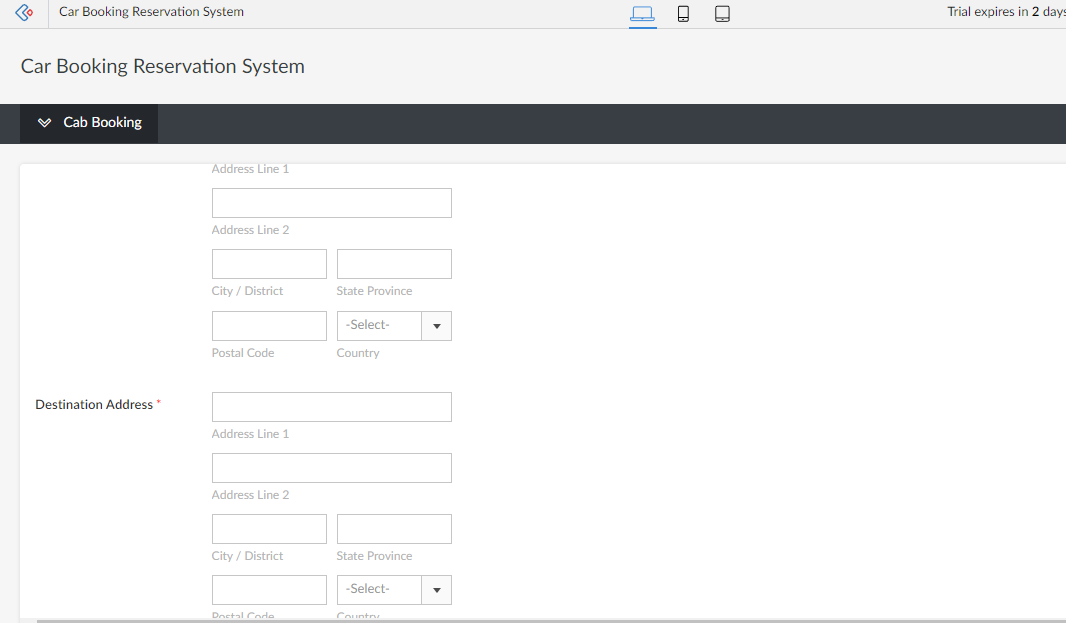 Car Booking Reservation System
Trial expires in 2 days
Car Booking Reservation System
Cab Booking
Address Line 1
Address Line 2
City / District State Province
-Select-
Postal Code Country
Destination Address *
Address Line 1
Address Line 2
City / District State Province
-Select-
Postal Code Country